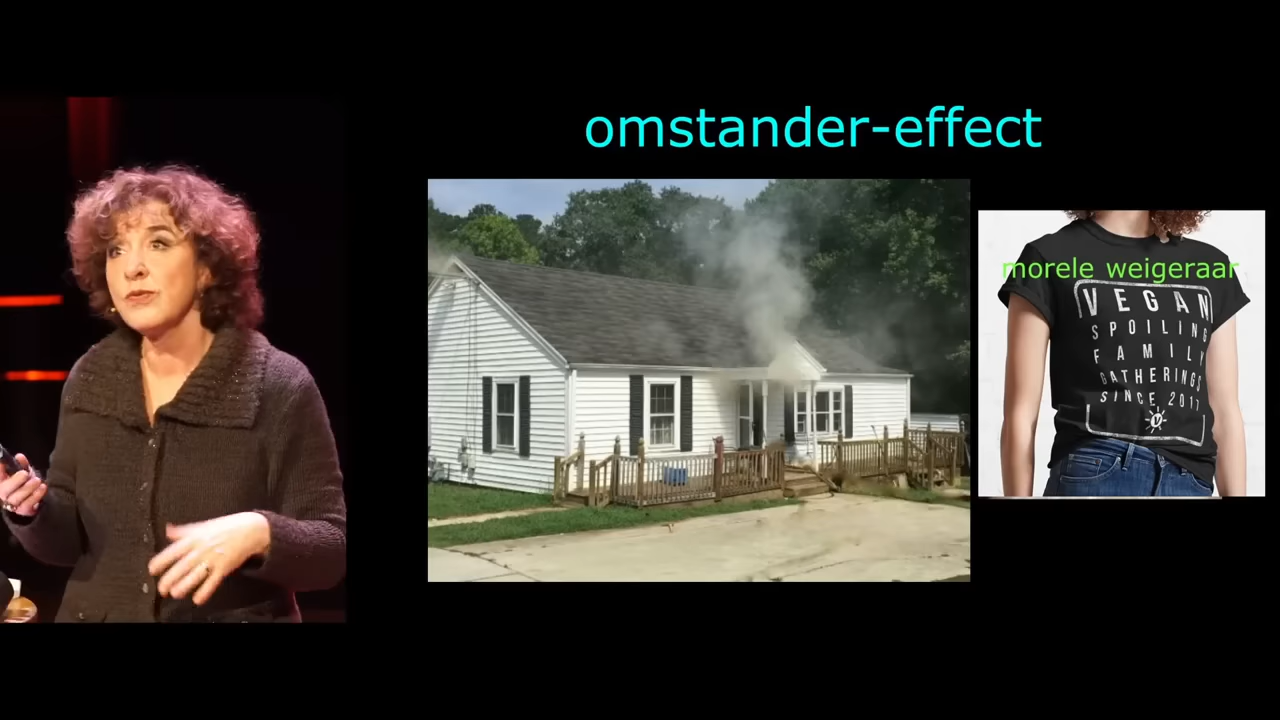 omstander-effect
morele weigeraar
VEGAN
SPOILING
FAMILY
GATHERINGS
SINCE 2017